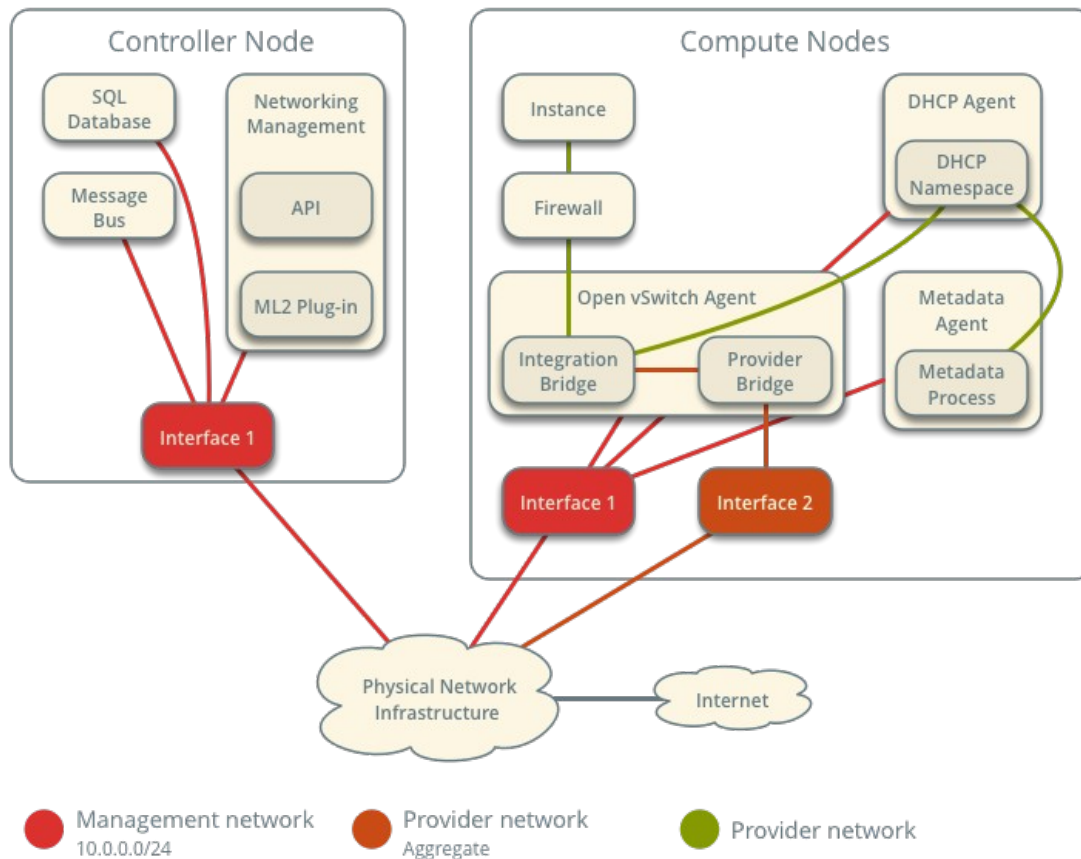 Controller Node
SQL
Database
Networking
Management
Message
Bus
API
ML2 Plug-in
Interface 1
Compute Nodes
Instance
DHCP Agent
DHCP
Namespace
Firewall
Open vSwitch Agent
Integration
Bridge
Provider
Bridge
Metadata
Agent
Metadata
Process
Interface 1
Interface 2
Physical Network
Infrastructure
Internet
Management network
10.0.0.0/24
Provider network
Aggregate
Provider network